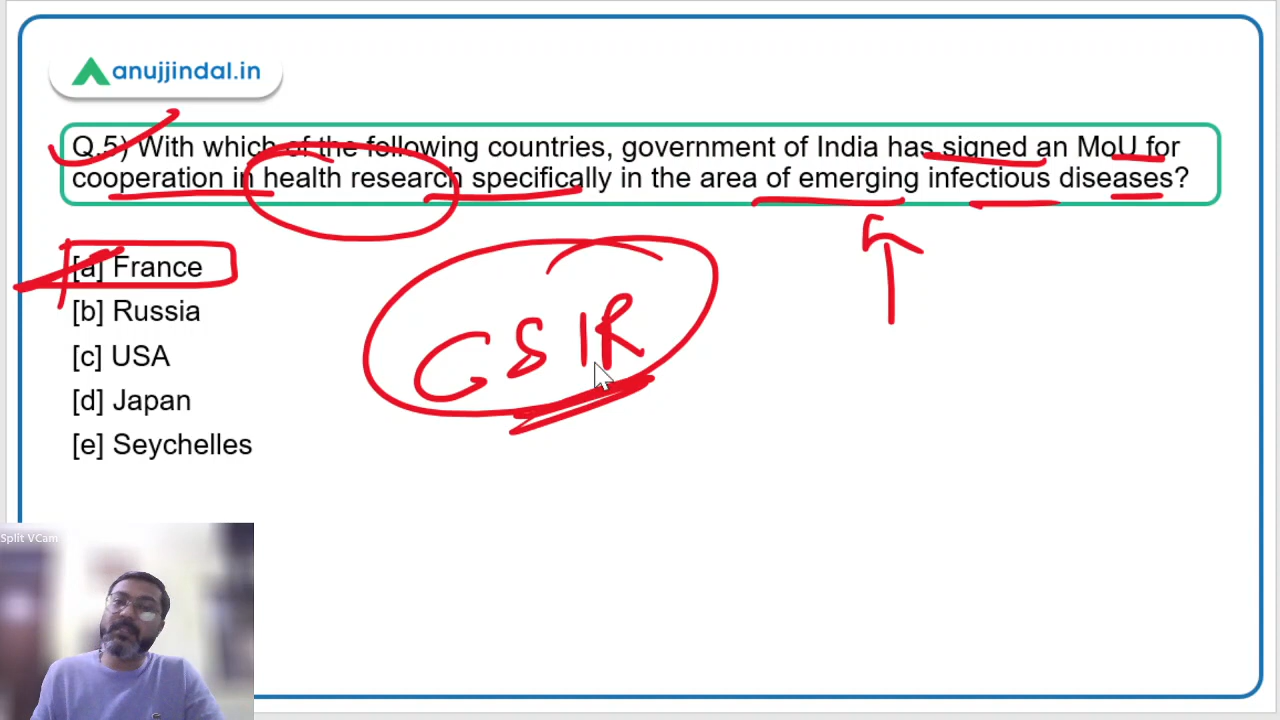 anujjindal.in
Q.5) With which of the following countries, government of India has signed an MoU for
cooperation in health research specifically in the area of emerging infectious diseases?
[a] France
[b] Russia
[c] USA
[d] Japan
[e] Seychelles
CSIR
Split VCam